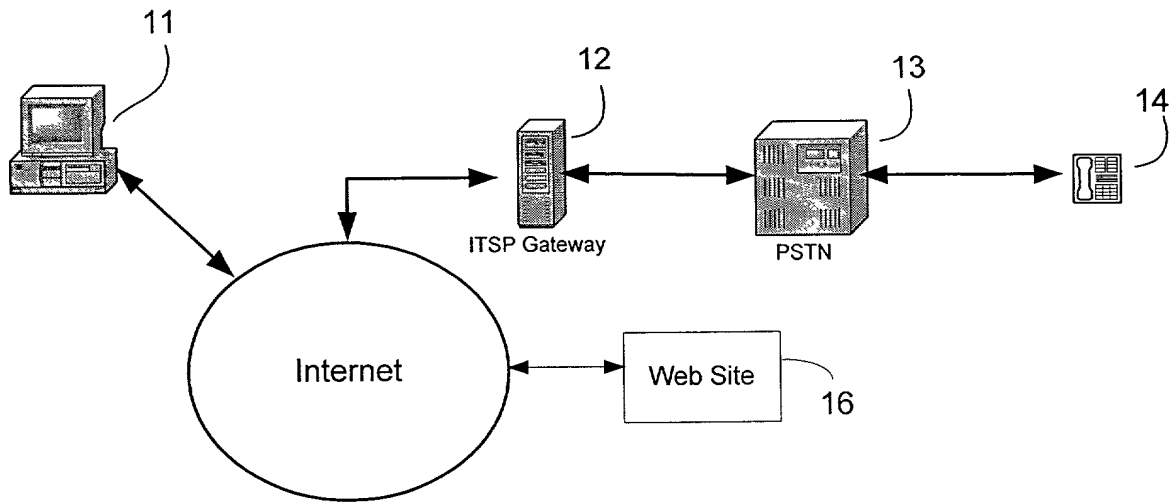 11
12
13
14
ITSP Gateway
PSTN
Internet
Web Site
16